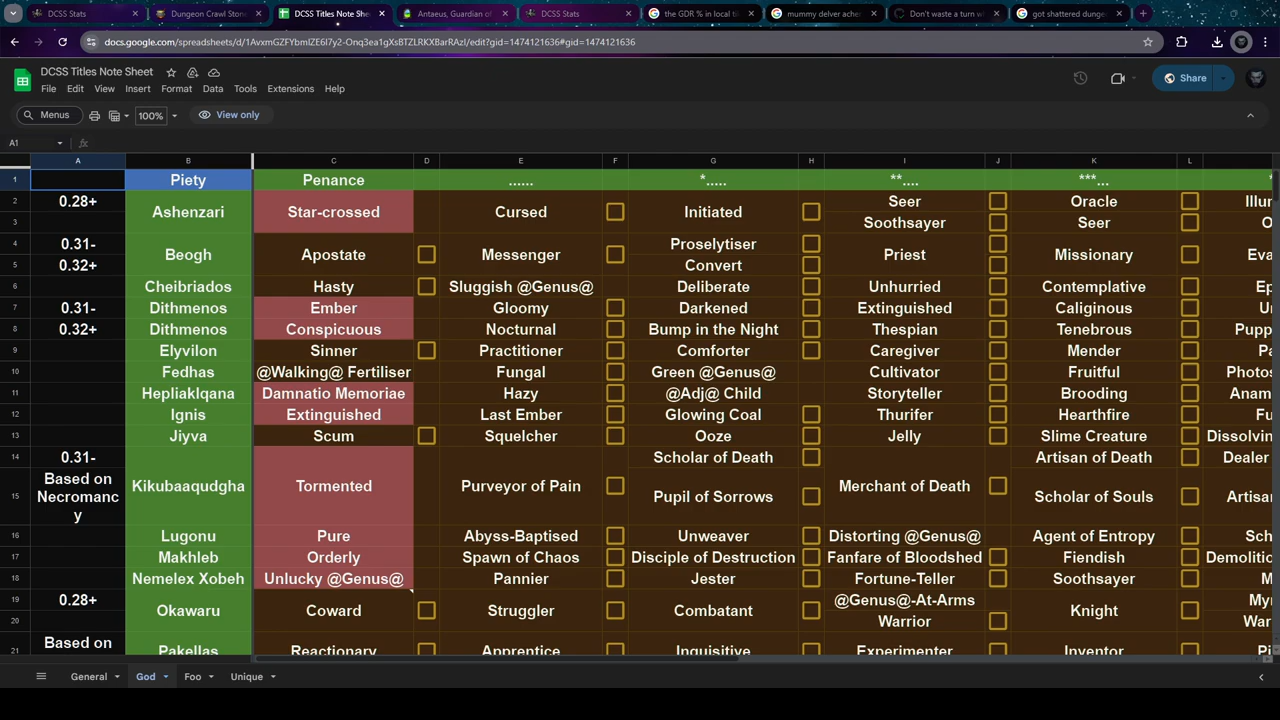 DCSS Stats
Dungeon Crawl Stone
DCSS Titles Note She
Antaeus, Guardian of
DCSS Stats
the GDR % in local ti
mummy delver ache
Don't waste a turn w
got shattered dunge
docs.google.com/spreadsheets/d/1AvxmGZFYbmIZE6l7y2-Onq3ea1gXsBTZLRKXBarRAzI/edit?gid=1474121636#gid=1474121636
DCSS Titles Note Sheet
File Edit View Insert Format Data Tools Extensions Help
Share
Menus 100% View only
A1
A B C D E F G H I J K L
1 Piety Penance ...... *..... **.... ***... *
2 0.28+ Ashenzari Star-crossed Cursed Initiated Seer Oracle Illum
3 Soothsayer Seer O
4 0.31- Beogh Apostate Messenger Proselytiser Priest Missionary Eva
5 0.32+ Convert
6 Cheibriados Hasty Sluggish @Genus@ Deliberate Unhurried Contemplative Ep
7 0.31- Dithmenos Ember Gloomy Darkened Extinguished Caliginous Un
8 0.32+ Dithmenos Conspicuous Nocturnal Bump in the Night Thespian Tenebrous Pupp
9 Elyvilon Sinner Practitioner Comforter Caregiver Mender Pa
10 Fedhas @Walking@ Fertiliser Fungal Green @Genus@ Cultivator Fruitful Photos
11 Hepliaklqana Damnatio Memoriae Hazy @Adj@ Child Storyteller Brooding Anam
12 Ignis Extinguished Last Ember Glowing Coal Thurifer Hearthfire Fu
13 Jiyva Scum Squelcher Ooze Jelly Slime Creature Dissolvin
14 0.31- Kikubaaqudgha Tormented Purveyor of Pain Scholar of Death Merchant of Death Artisan of Death Dealer
15 Based on Necromanc y Pupil of Sorrows Scholar of Souls Artisan
16 Lugonu Pure Abyss-Baptised Unweaver Distorting @Genus@ Agent of Entropy Sch
17 Makhleb Orderly Spawn of Chaos Disciple of Destruction Fanfare of Bloodshed Fiendish Demolitic
18 Nemelex Xobeh Unlucky @Genus@ Pannier Jester Fortune-Teller Soothsayer M
19 0.28+ Okawaru Coward Struggler Combatant @Genus@-At-Arms Knight Myr
20 Warrior War
21 Based on Pakellas Reactionary Apprentice Inquisitive Experimenter Inventor Pi
General God Foo Unique